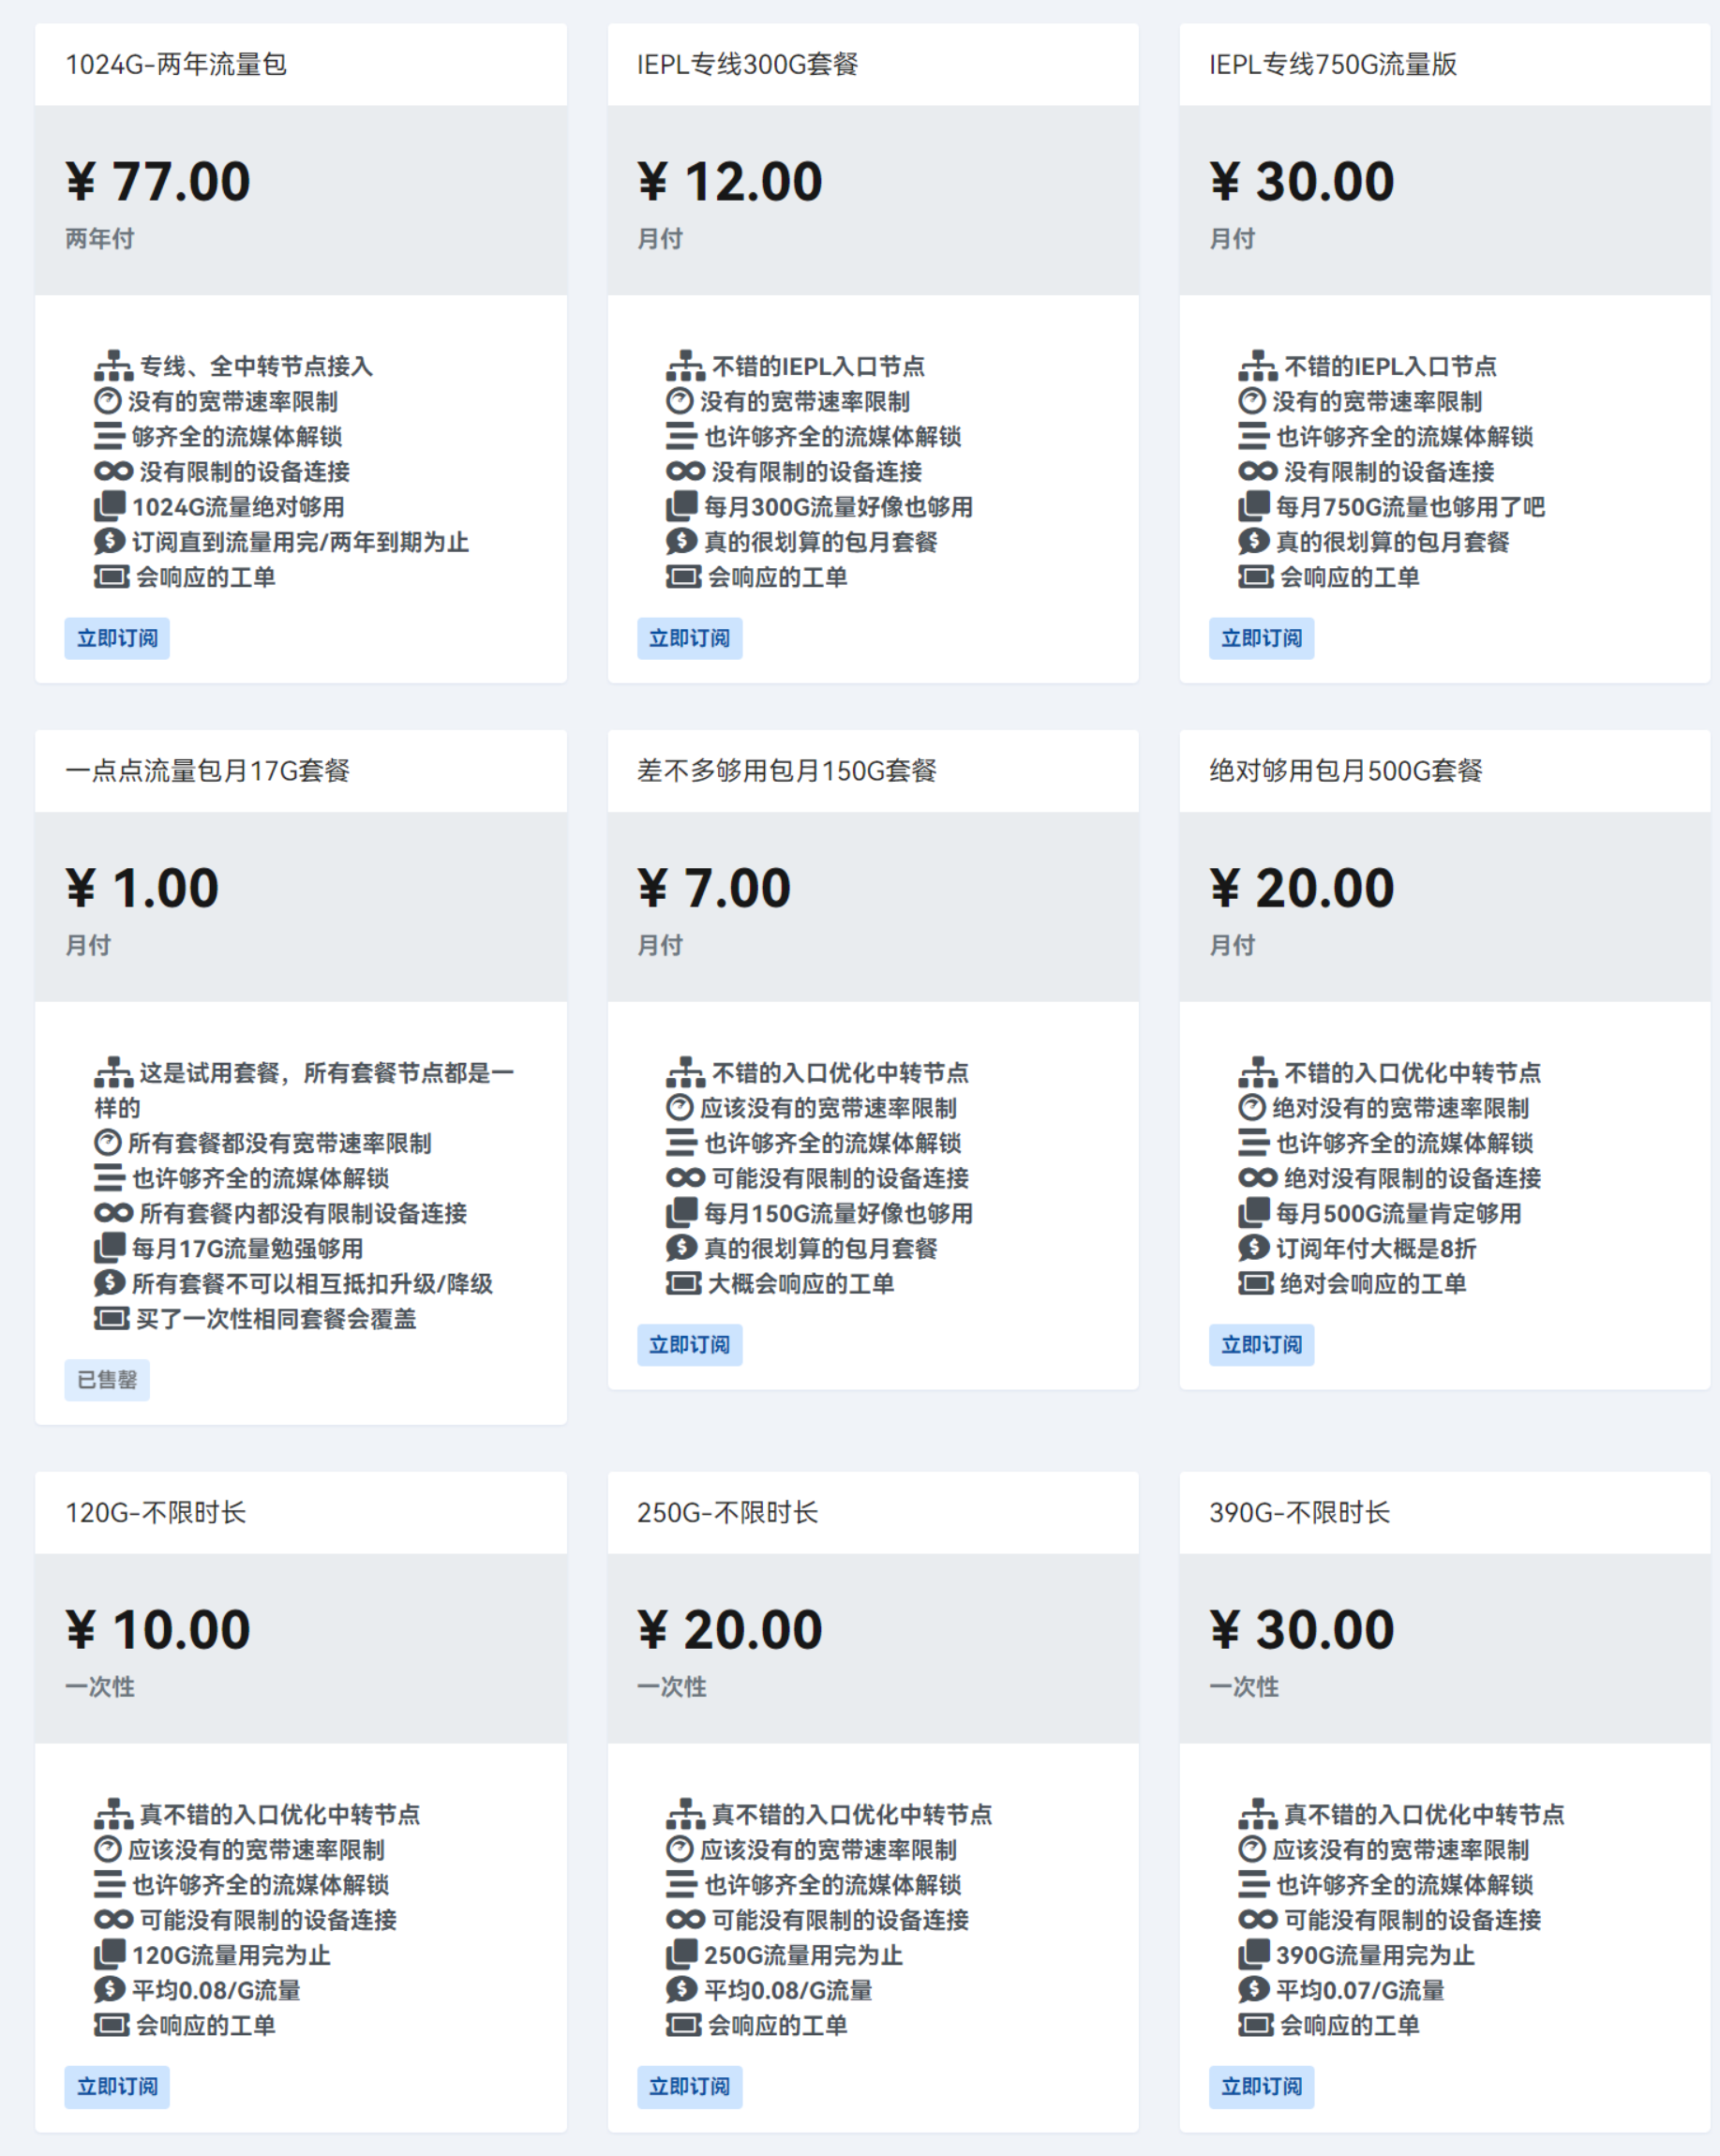 1024G-两年流量包
¥ 77.00
两年付
专线、全中转节点接入
没有的宽带速率限制
够齐全的流媒体解锁
没有限制的设备连接
1024G流量绝对够用
订阅直到流量用完/两年到期为止
会响应的工单
立即订阅
IEPL专线300G套餐
¥ 12.00
月付
不错的IEPL入口节点
没有的宽带速率限制
也许够齐全的流媒体解锁
没有限制的设备连接
每月300G流量好像也够用
真的很划算的包月套餐
会响应的工单
立即订阅
IEPL专线750G流量版
¥ 30.00
月付
不错的IEPL入口节点
没有的宽带速率限制
也许够齐全的流媒体解锁
没有限制的设备连接
每月750G流量也够用了吧
真的很划算的包月套餐
会响应的工单
立即订阅
一点点流量包月17G套餐
¥ 1.00
月付
这是试用套餐，所有套餐节点都是一
样的
所有套餐都没有宽带速率限制
也许够齐全的流媒体解锁
所有套餐内都没有限制设备连接
每月17G流量勉强够用
所有套餐不可以相互抵扣升级/降级
买了一次性相同套餐会覆盖
已售罄
差不多够用包月150G套餐
¥ 7.00
月付
不错的入口优化中转节点
应该没有的宽带速率限制
也许够齐全的流媒体解锁
可能没有限制的设备连接
每月150G流量好像也够用
真的很划算的包月套餐
大概会响应的工单
立即订阅
绝对够用包月500G套餐
¥ 20.00
月付
不错的入口优化中转节点
绝对没有的宽带速率限制
也许够齐全的流媒体解锁
绝对没有限制的设备连接
每月500G流量肯定够用
订阅年付大概是8折
绝对会响应的工单
立即订阅
120G-不限时长
¥ 10.00
一次性
真不错的入口优化中转节点
应该没有的宽带速率限制
也许够齐全的流媒体解锁
可能没有限制的设备连接
120G流量用完为止
平均0.08/G流量
会响应的工单
立即订阅
250G-不限时长
¥ 20.00
一次性
真不错的入口优化中转节点
应该没有的宽带速率限制
也许够齐全的流媒体解锁
可能没有限制的设备连接
250G流量用完为止
平均0.08/G流量
会响应的工单
立即订阅
390G-不限时长
¥ 30.00
一次性
真不错的入口优化中转节点
应该没有的宽带速率限制
也许够齐全的流媒体解锁
可能没有限制的设备连接
390G流量用完为止
平均0.07/G流量
会响应的工单
立即订阅